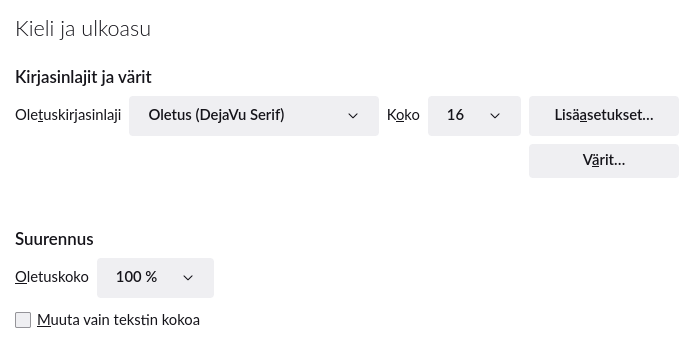 Kieli ja ulkoasu
Kirjasinlajit ja värit
Oletuskirjasinlaji Oletus (DejaVu Serif) Koko 16 Lisäasetukset...
Värit...
Suurennus
Oletuskoko 100 %
Muuta vain tekstin kokoa